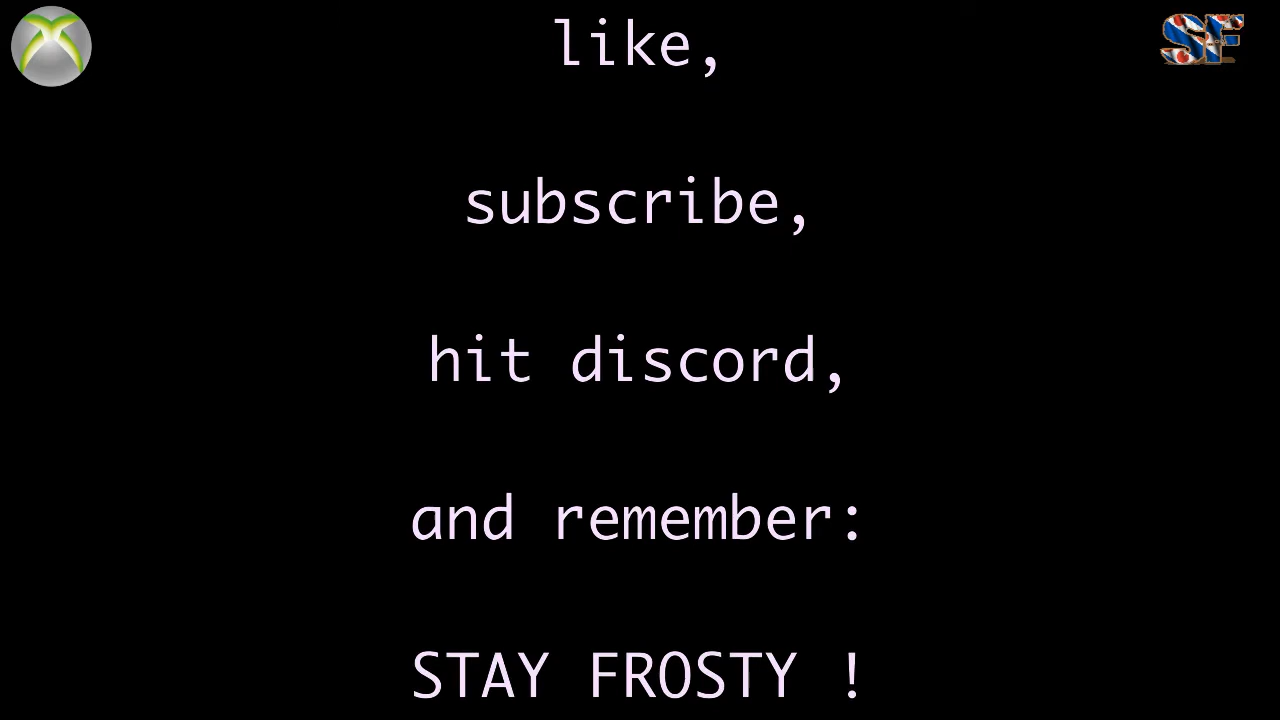 like,
SF
subscribe,
hit discord,
and remember:
STAY FROSTY !